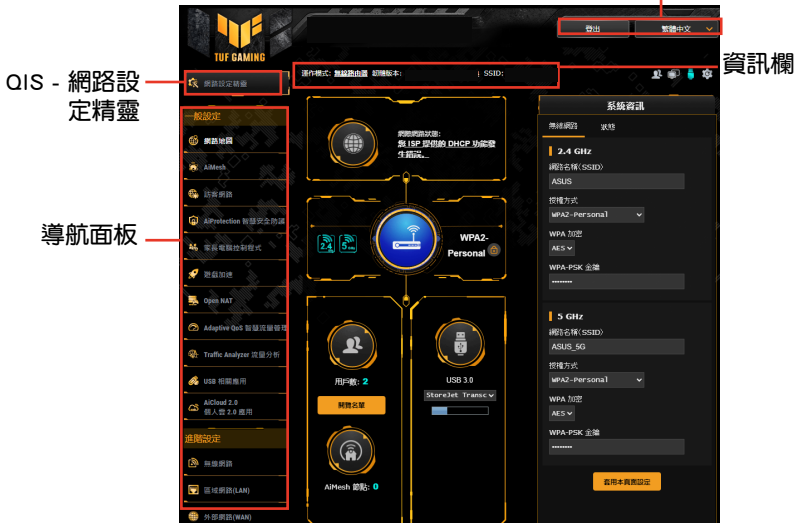 登出
繁體中文
TUF GAMING
資訊欄
運作模式: 無線路由器 韌體版本: SSID:
QIS - 網路設
定精靈
網路設定精靈
導航面板
一般設定
網路地圖
AiMesh
訪客網路
AiProtection 智慧安全防護
家長電腦控制程式
遊戲加速
Open NAT
Adaptive QoS 智慧流量管理
Traffic Analyzer 流量分析
USB 相關應用
AiCloud 2.0
個人雲 2.0 應用
進階設定
無線網路
區域網路(LAN)
外部網路(WAN)
網際網路狀態:
您 ISP 提供的 DHCP 功能發
生錯誤。
2.4 GHz
5 GHz
WPA2-
Personal
用戶數: 2
開覽名單
AiMesh 節點: 0
USB 3.0
StoreJet Transc
系統資訊
無線網路
狀態
2.4 GHz
網路名稱(SSID)
ASUS
授權方式
WPA2-Personal
WPA 加密
AES
WPA-PSK 金鑰
••••••••
5 GHz
網路名稱(SSID)
ASUS_5G
授權方式
WPA2-Personal
WPA 加密
AES
WPA-PSK 金鑰
••••••••
套用本頁面設定